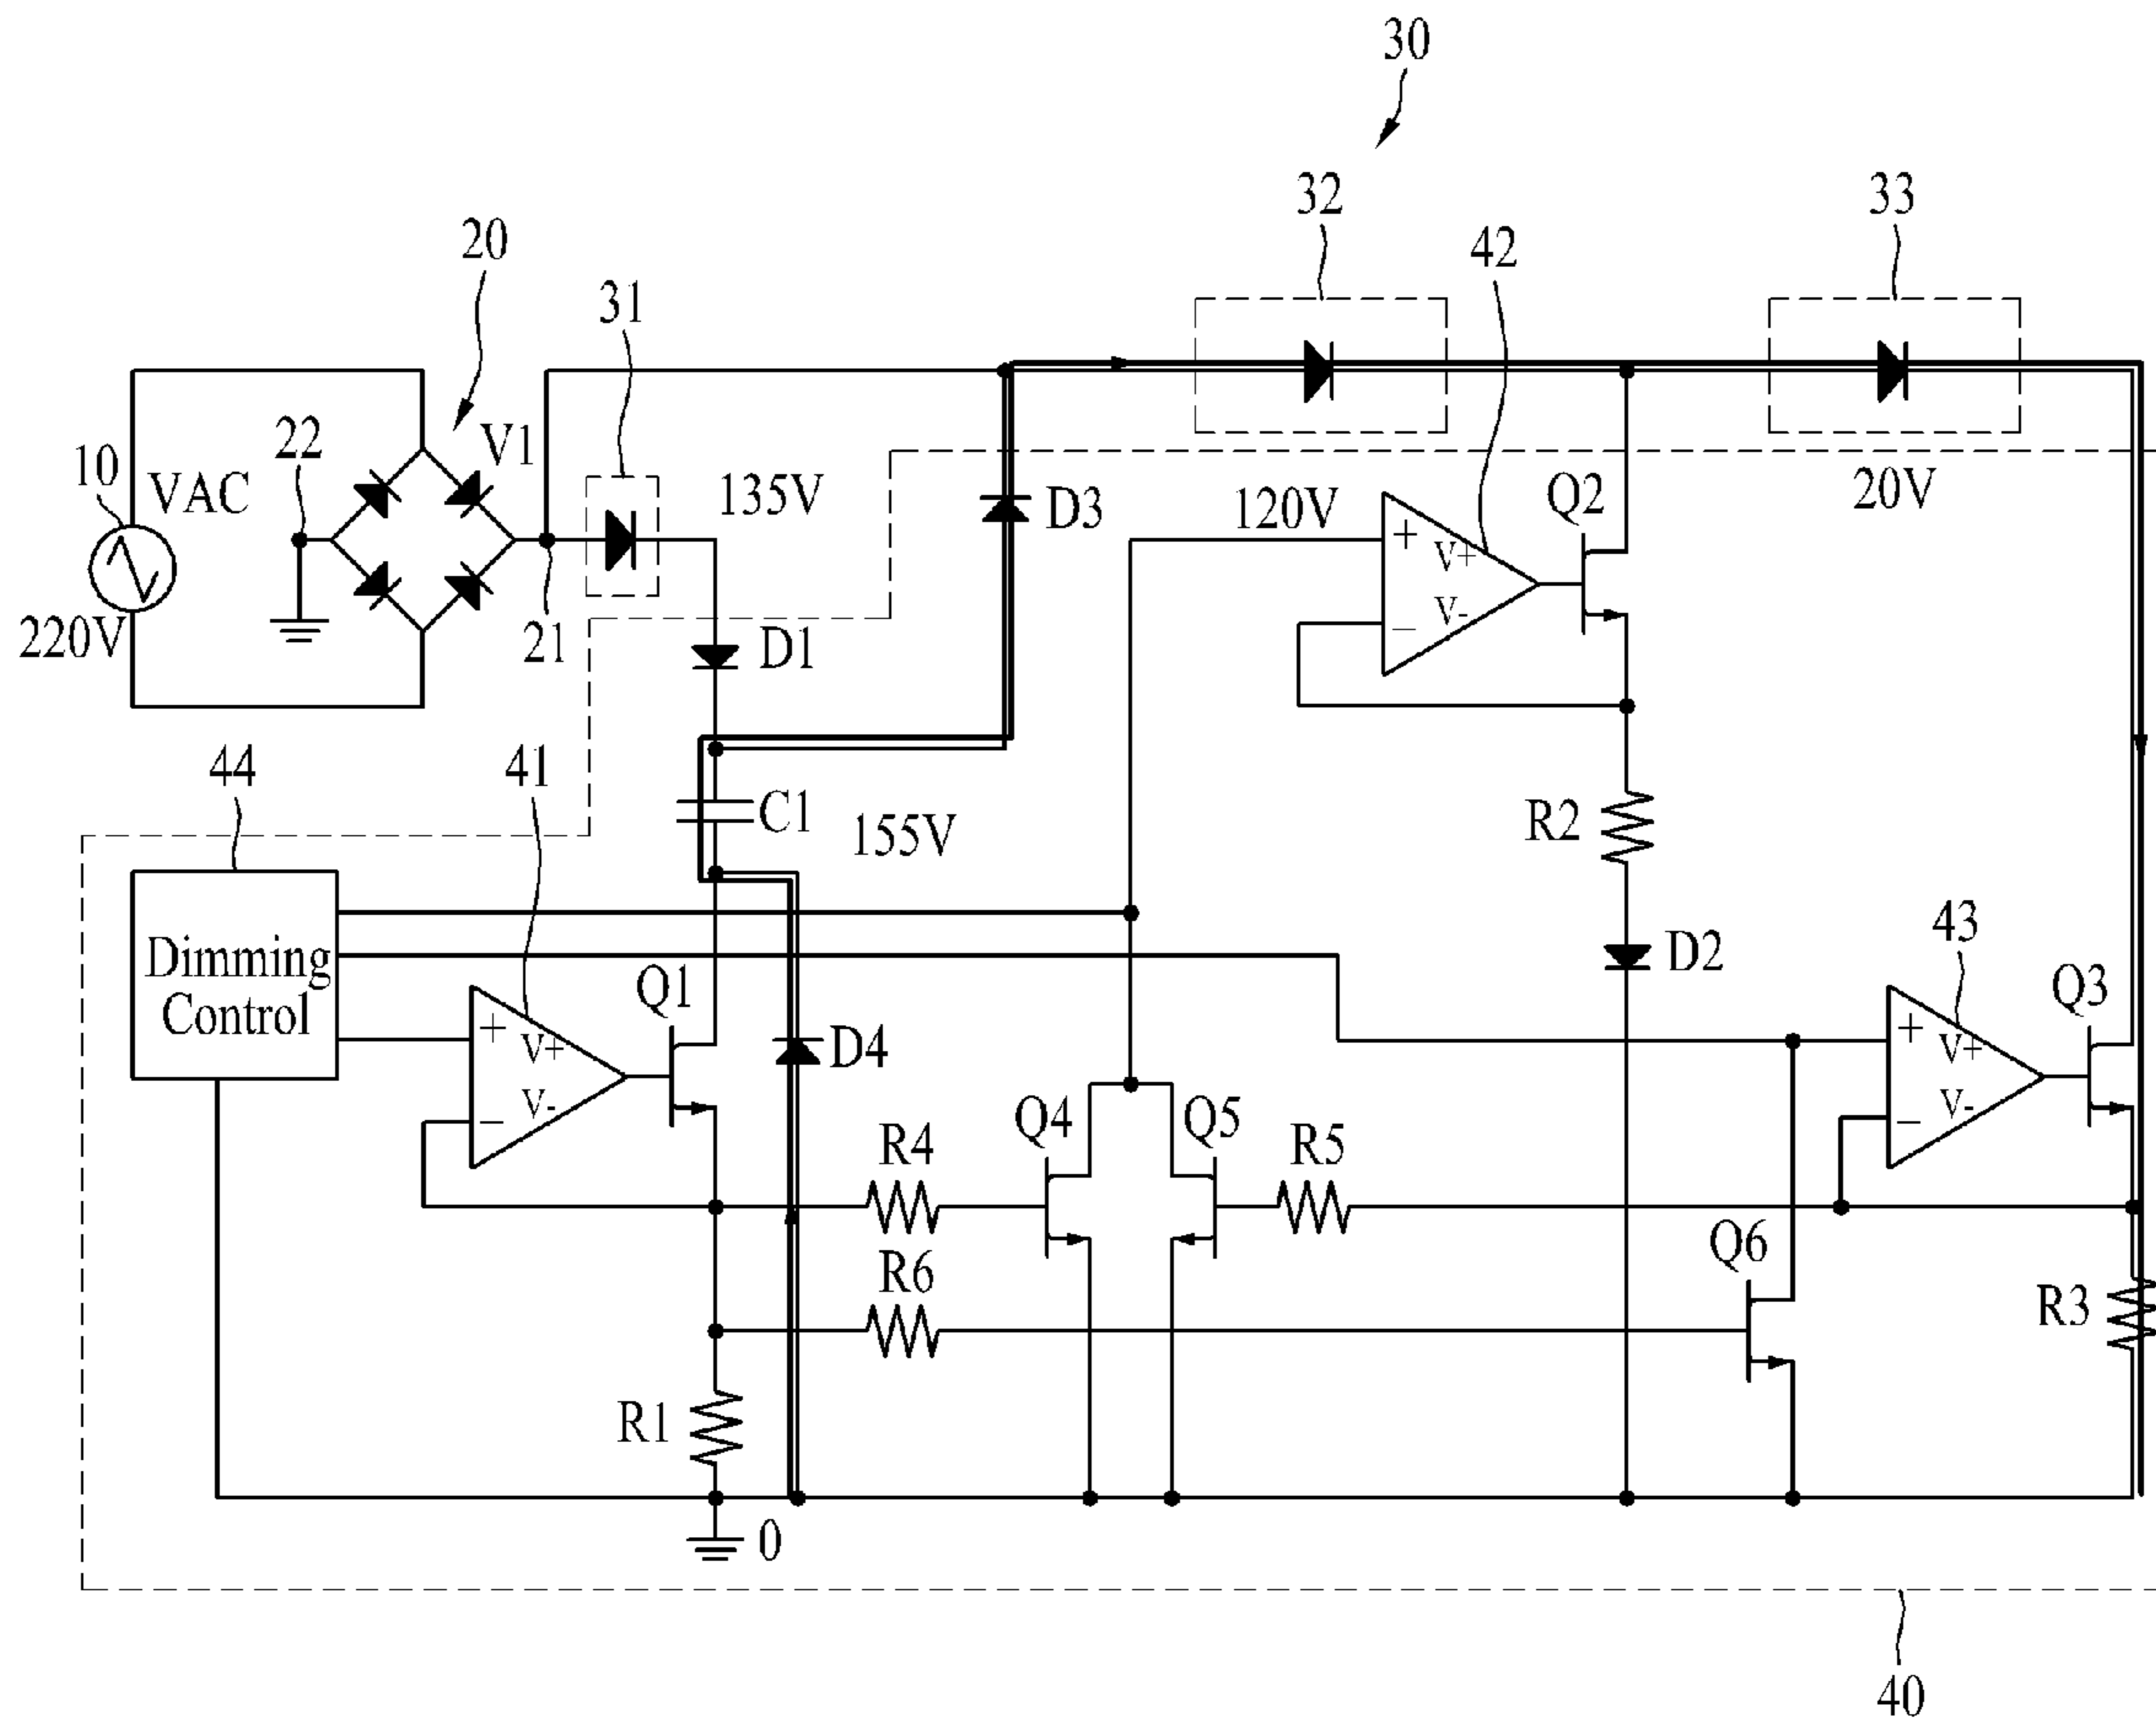 30
32
33
20
42
31
22
V1
10
VAC
135V
D3
120V
+
V+
V-
−
Q2
20V
220V
21
D1
44
41
C1
155V
R2
Dimming
Control
+
V+
V-
−
Q1
D4
D2
43
+
V+
V-
−
Q3
R4
Q4
Q5
R5
R6
Q6
R3
R1
0
40